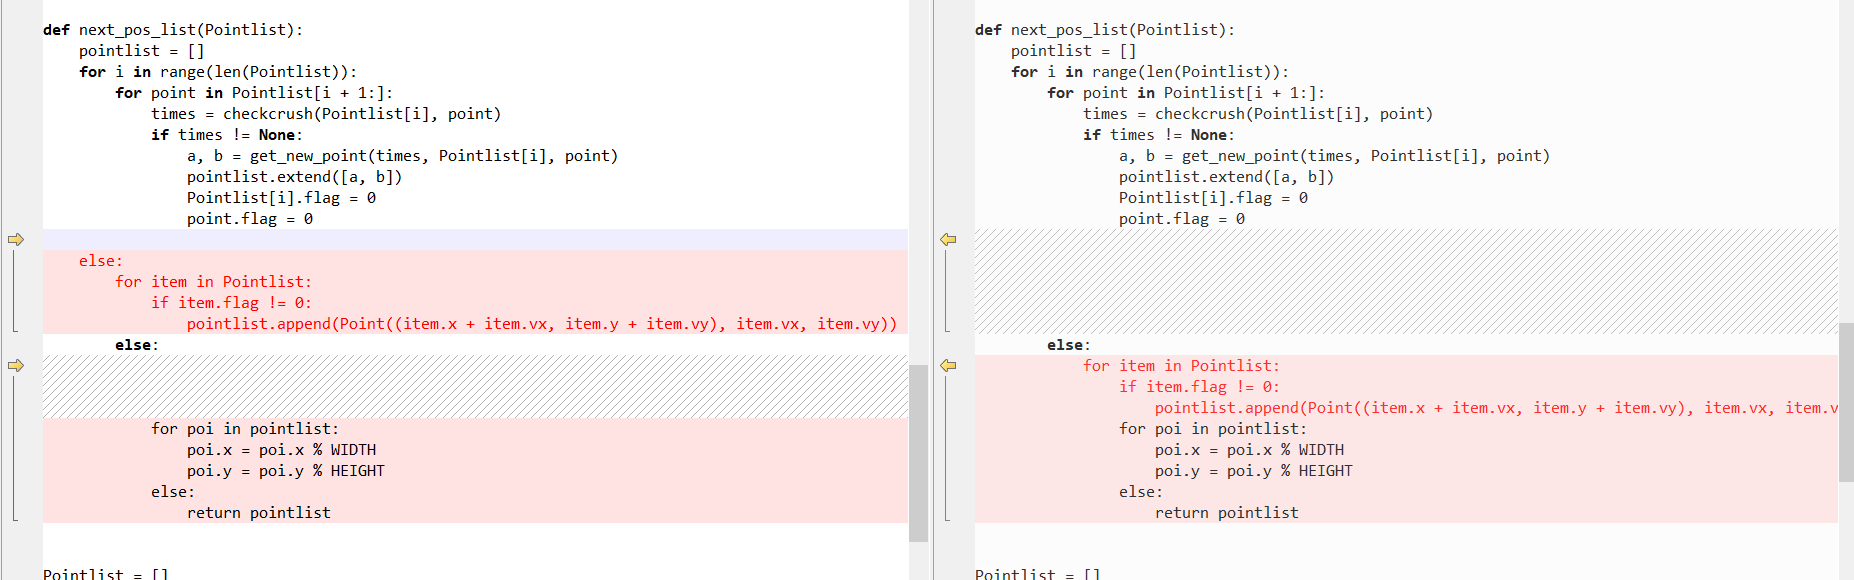 def next_pos_list(Pointlist):
    pointlist = []
    for i in range(len(Pointlist)):
        for point in Pointlist[i + 1:]:
            times = checkcrush(Pointlist[i], point)
            if times != None:
                a, b = get_new_point(times, Pointlist[i], point)
                pointlist.extend([a, b])
                Pointlist[i].flag = 0
                point.flag = 0
    else:
        for item in Pointlist:
            if item.flag != 0:
                pointlist.append(Point((item.x + item.vx, item.y + item.vy), item.vx, item.vy))
        else:
            for poi in pointlist:
                poi.x = poi.x % WIDTH
                poi.y = poi.y % HEIGHT
            else:
                return pointlist
Pointlist = []
def next_pos_list(Pointlist):
    pointlist = []
    for i in range(len(Pointlist)):
        for point in Pointlist[i + 1:]:
            times = checkcrush(Pointlist[i], point)
            if times != None:
                a, b = get_new_point(times, Pointlist[i], point)
                pointlist.extend([a, b])
                Pointlist[i].flag = 0
                point.flag = 0
        else:
            for item in Pointlist:
                if item.flag != 0:
                    pointlist.append(Point((item.x + item.vx, item.y + item.vy), item.vx, item.v
                for poi in pointlist:
                    poi.x = poi.x % WIDTH
                    poi.y = poi.y % HEIGHT
                else:
                    return pointlist
Pointlist = []